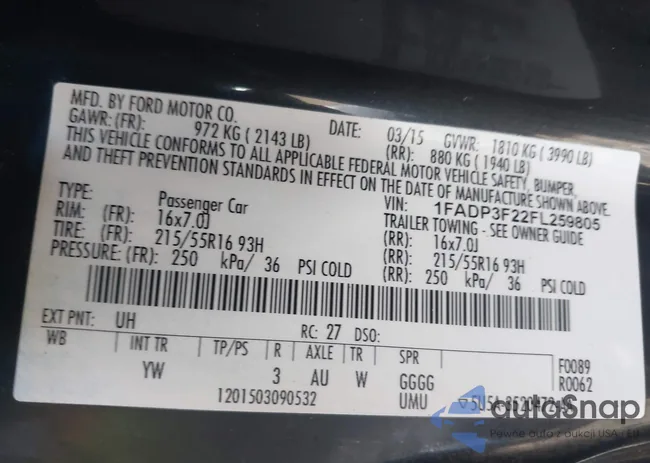 MFD. BY FORD MOTOR CO.
DATE: 03/15 GVWR: 1810 KG ( 3990 LB)
GAWR: (FR): 972 KG ( 2143 LB) (RR): 880 KG ( 1940 LB)
THIS VEHICLE CONFORMS TO ALL APPLICABLE FEDERAL MOTOR VEHICLE SAFETY, BUMPER,
AND THEFT PREVENTION STANDARDS IN EFFECT ON THE DATE OF MANUFACTURE SHOWN ABOVE.
VIN: 1FADP3F22FL259805
TYPE: Passenger Car TRAILER TOWING - SEE OWNER GUIDE
RIM: (FR): 16x7.0J (RR): 16x7.0J
TIRE: (FR): 215/55R16 93H (RR): 215/55R16 93H
PRESSURE: (FR): 250 kPa/ 36 PSI COLD (RR): 250 kPa/ 36 PSI COLD
EXT PNT: UH RC: 27 DSO:
WB INT TR TP/PS R AXLE TR SPR F0089
YW 3 AU W GGGG R0062
1201503090532 UMU
autoSnap
Pewne auto z aukcji USA i EU